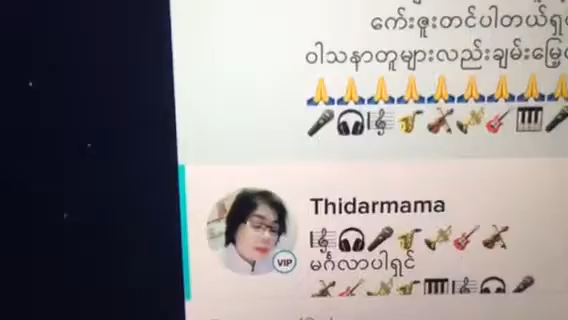 ကျေးဇူးတင်ပါတယ်ရှ
ဝါသနာတူများလည်းချမ်းမြေ့
Thidarmama
VIP
မင်္ဂလာပါရှင်